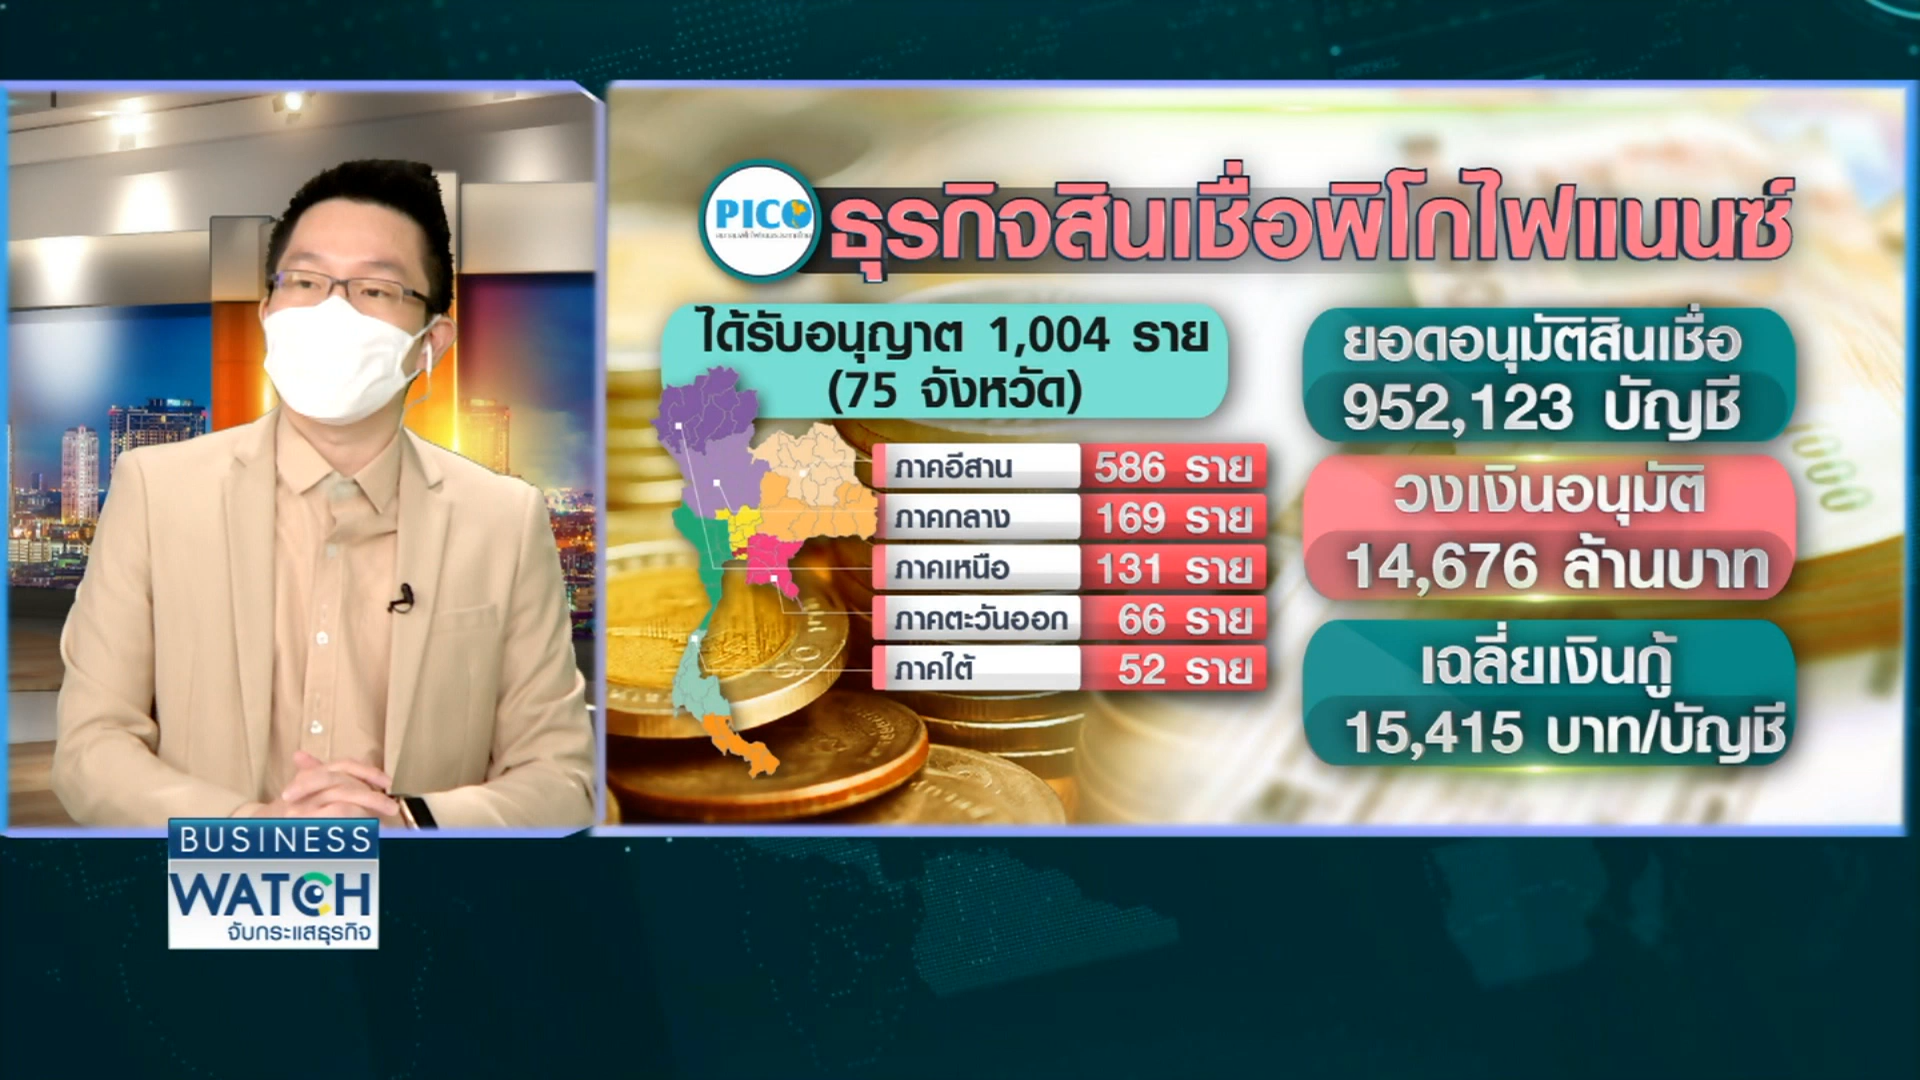 PICO
ธุรกิจสินเชื่อพิโกไฟแนนซ์
ได้รับอนุญาต 1,004 ราย
(75 จังหวัด)
ภาคอีสาน 586 ราย
ภาคกลาง 169 ราย
ภาคเหนือ 131 ราย
ภาคตะวันออก 66 ราย
ภาคใต้ 52 ราย
ยอดอนุมัติสินเชื่อ
952,123 บัญชี
วงเงินอนุมัติ
14,676 ล้านบาท
เฉลี่ยเงินกู้
15,415 บาท/บัญชี
1000
BUSINESS
WATCH
จับกระแสธุรกิจ